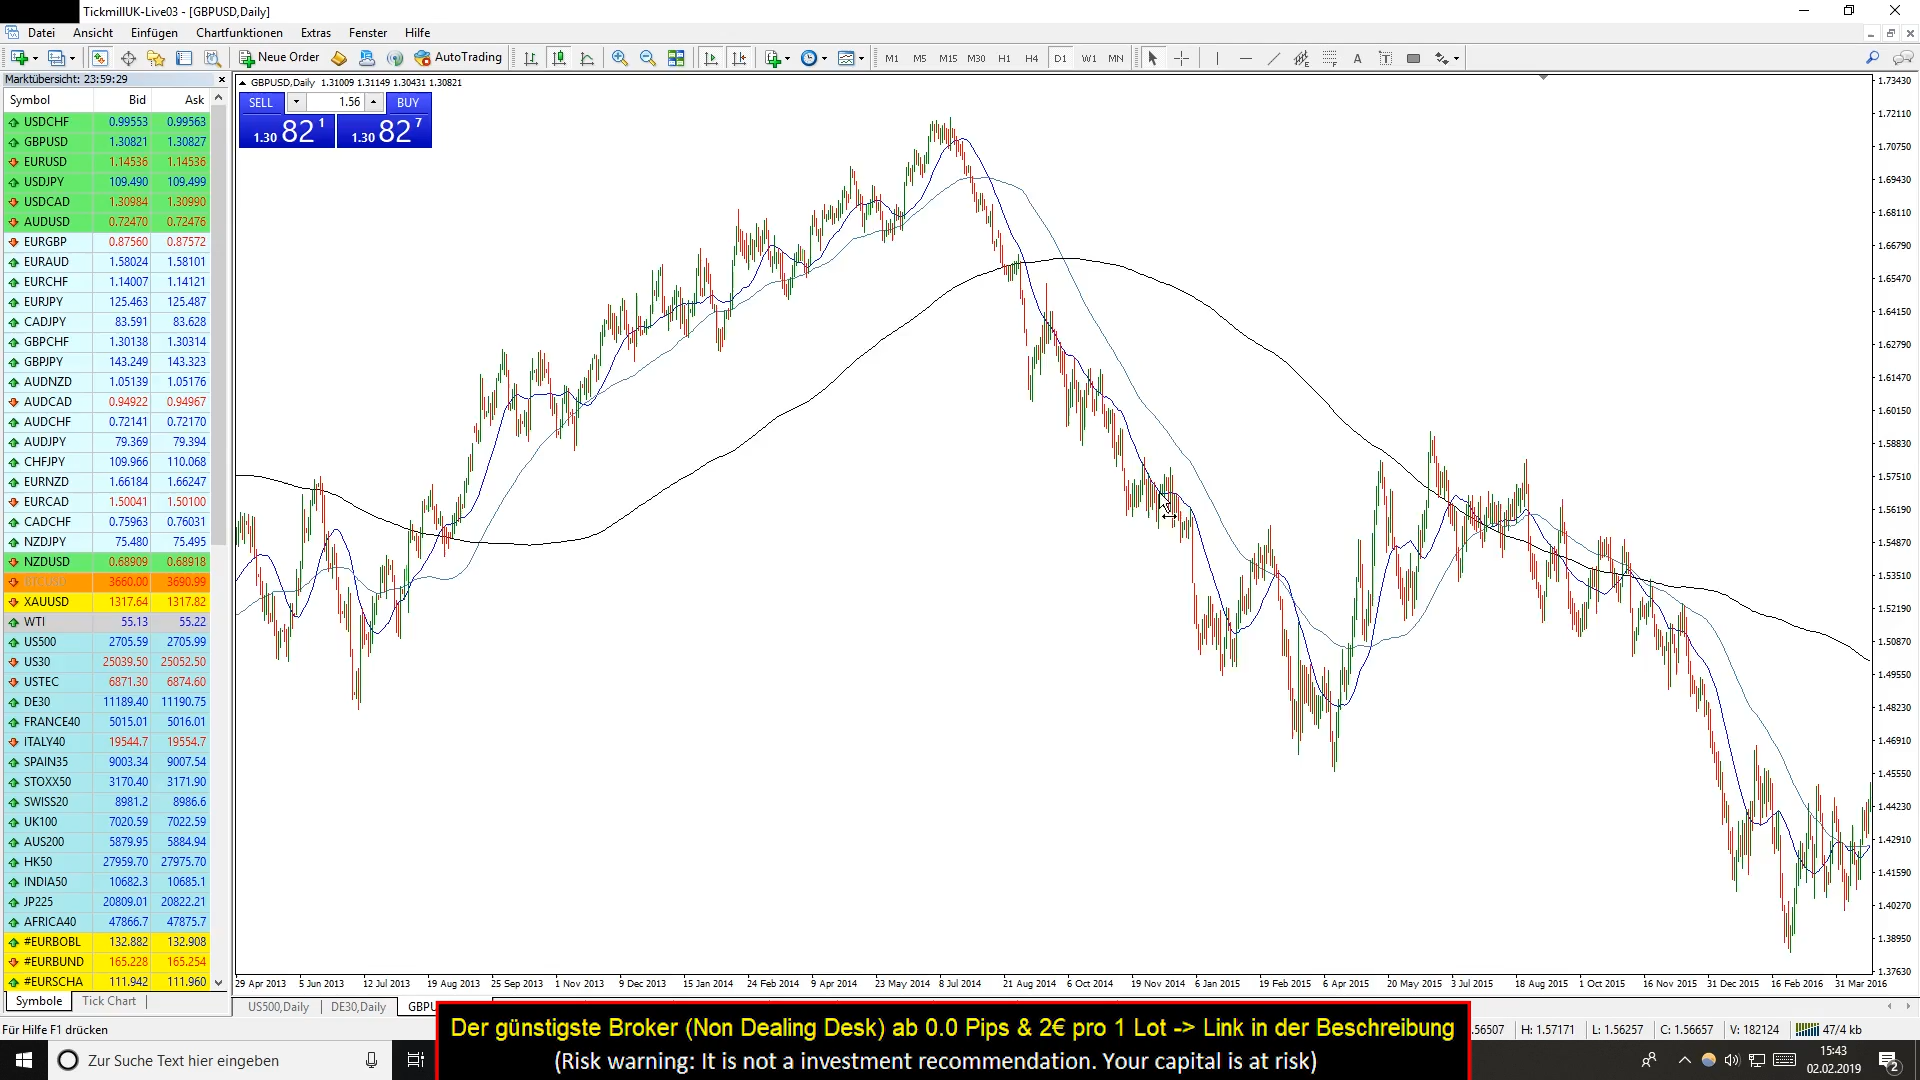 TickmillUK-Live03 - [GBPUSD,Daily]
Datei Ansicht Einfügen Chartfunktionen Extras Fenster Hilfe
New Order AutoTrading M1 M5 M15 M30 H1 H4 D1 W1 MN
Marktübersicht: 23:59:29
Symbol Bid Ask
USDCHF 0.99553 0.99563
GBPUSD 1.30821 1.30827
EURUSD 1.14536 1.14536
USDJPY 109.490 109.499
USDCAD 1.30984 1.30990
AUDUSD 0.72470 0.72476
EURGBP 0.87560 0.87572
EURAUD 1.58024 1.58101
EURCHF 1.14007 1.14121
EURJPY 125.463 125.487
CADJPY 83.591 83.628
GBPCHF 1.30138 1.30314
GBPJPY 143.249 143.323
AUDNZD 1.05139 1.05176
AUDCAD 0.94922 0.94967
AUDCHF 0.72141 0.72170
AUDJPY 79.369 79.394
CHFJPY 109.966 110.068
EURNZD 1.66184 1.66247
EURCAD 1.50041 1.50100
CADCHF 0.75963 0.76031
NZDJPY 75.480 75.495
NZDUSD 0.68909 0.68918
3660.00 3690.99
XAUUSD 1317.64 1317.82
WTI 55.13 55.22
US500 2705.59 2705.99
US30 25039.50 25052.50
USTEC 6871.30 6874.60
DE30 11189.40 11190.75
FRANCE40 5015.01 5016.01
ITALY40 19544.7 19554.7
SPAIN35 9003.34 9007.54
STOXX50 3170.40 3171.90
SWISS20 8981.2 8986.6
UK100 7020.59 7022.59
AUS200 5879.95 5884.94
HK50 27959.70 27975.70
INDIA50 10682.3 10685.1
JP225 20809.01 20822.21
AFRICA40 47866.7 47875.7
#EURBOBL 132.882 132.908
#EURBUND 165.228 165.254
#EURSCHA 111.942 111.960
Symbole Tick Chart
GBPUSD,Daily 1.31009 1.31149 1.30431 1.30821
SELL 1.56 BUY
1.30 82 1 1.30 82 7
1.73430
1.72110
1.70750
1.69430
1.68110
1.66790
1.65470
1.64150
1.62790
1.61470
1.60150
1.58830
1.57510
1.56190
1.54870
1.53510
1.52190
1.50870
1.49550
1.48230
1.46910
1.45550
1.44230
1.42910
1.41590
1.40270
1.38950
1.37630
29 Apr 2013 5 Jun 2013 12 Jul 2013 19 Aug 2013 25 Sep 2013 1 Nov 2013 9 Dec 2013 15 Jan 2014 24 Feb 2014 9 Apr 2014 23 May 2014 8 Jul 2014 21 Aug 2014 6 Oct 2014 19 Nov 2014 6 Jan 2015 19 Feb 2015 6 Apr 2015 20 May 2015 3 Jul 2015 18 Aug 2015 1 Oct 2015 16 Nov 2015 31 Dec 2015 16 Feb 2016 31 Mar 2016
US500,Daily DE30,Daily GBPU
Für Hilfe F1 drücken
.56507 H: 1.57171 L: 1.56257 C: 1.56657 V: 182124 47/4 kb
Der günstigste Broker (Non Dealing Desk) ab 0.0 Pips & 2€ pro 1 Lot -> Link in der Beschreibung
(Risk warning: It is not a investment recommendation. Your capital is at risk)
Zur Suche Text hier eingeben
15:43
02.02.2019
2